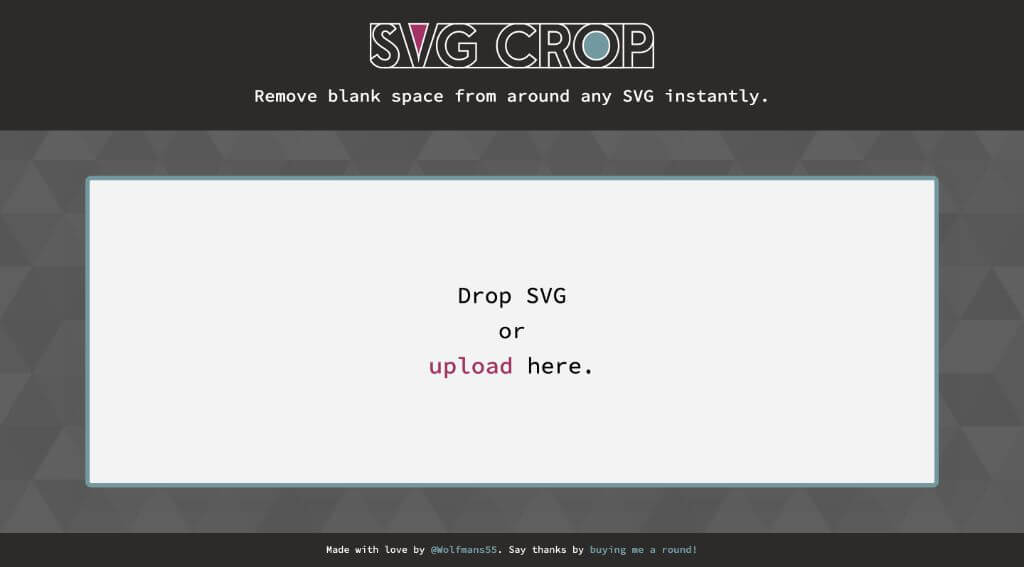 SVG CROP
Remove blank space from around any SVG instantly.
Drop SVG
or
upload here.
Made with love by @Wolfmans55. Say thanks by buying me a round!